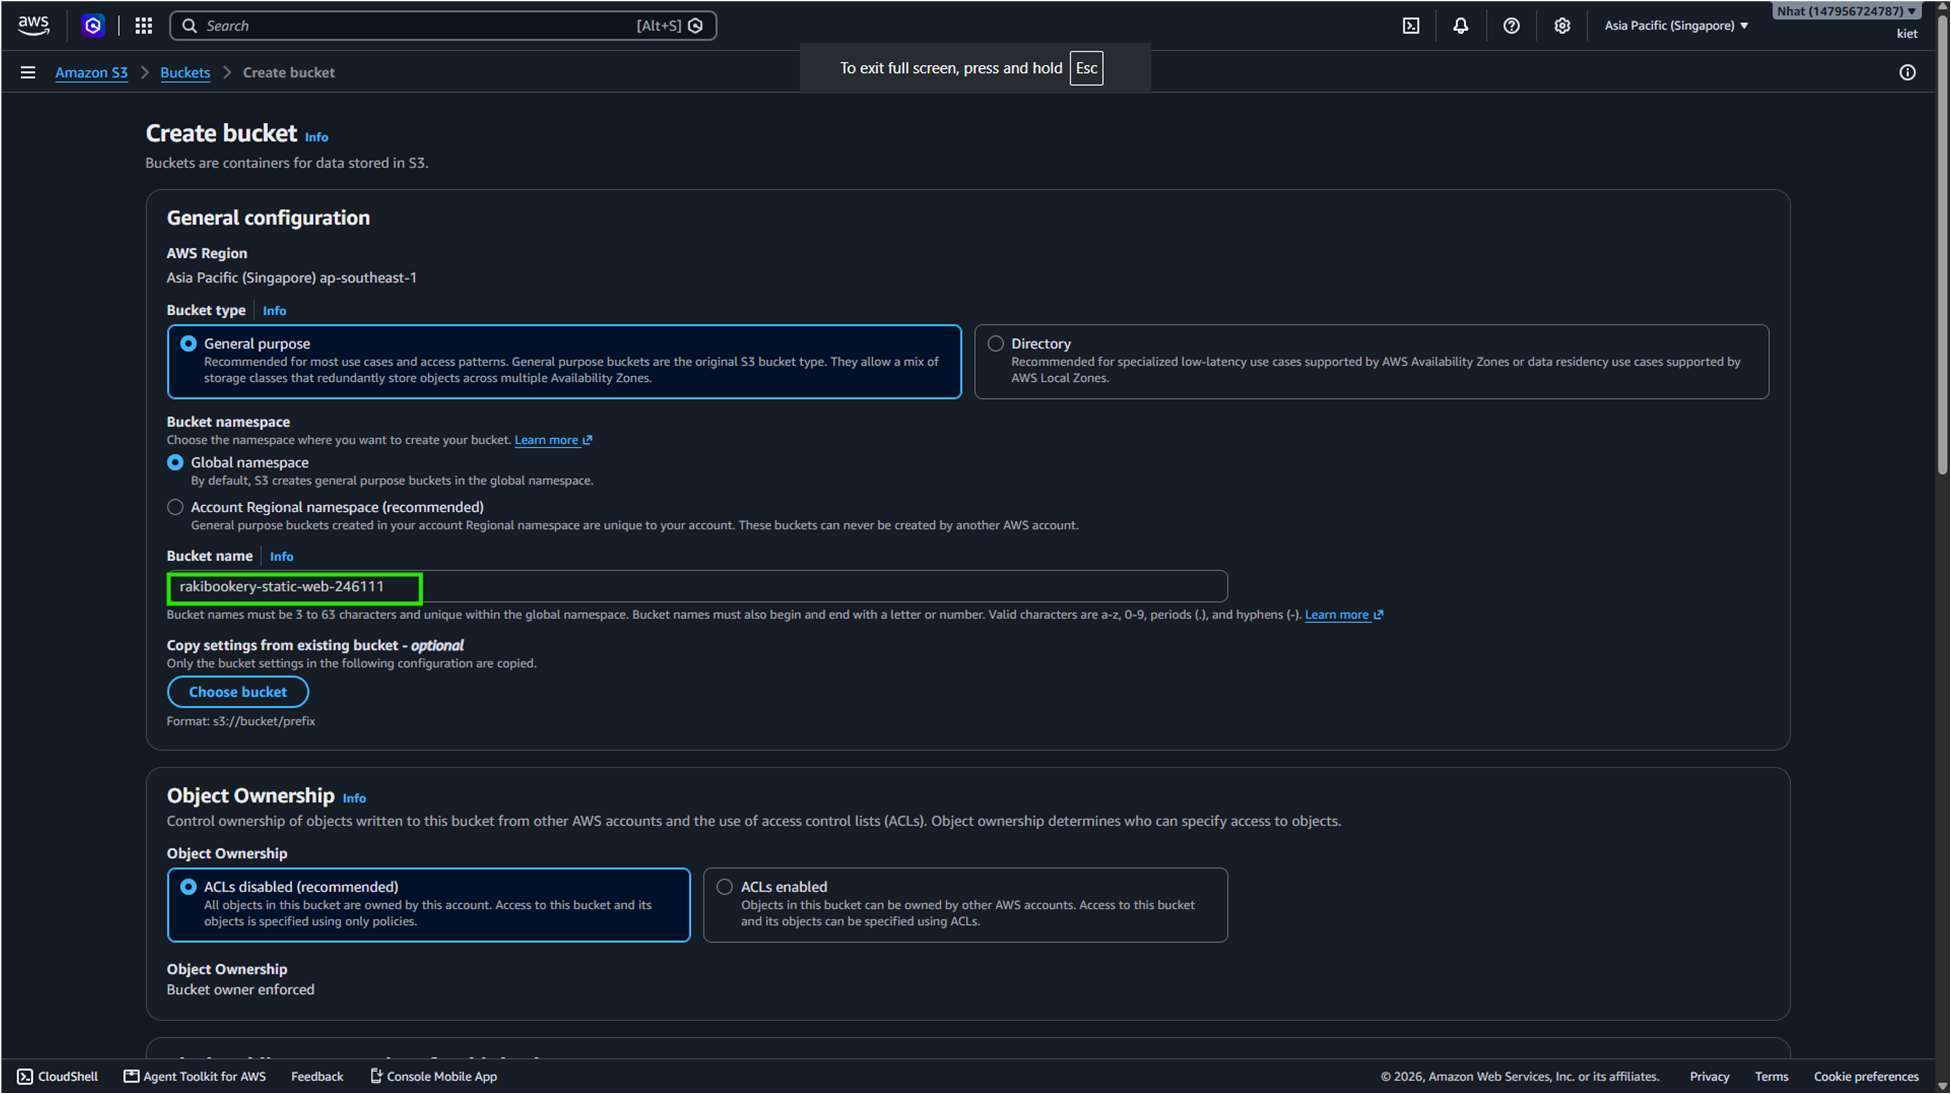 aws
Search [Alt+S]
Asia Pacific (Singapore)
Nhat (147956724787)
kiet
To exit full screen, press and hold Esc
Amazon S3 > Buckets > Create bucket
Create bucket Info
Buckets are containers for data stored in S3.
General configuration
AWS Region
Asia Pacific (Singapore) ap-southeast-1
Bucket type Info
General purpose
Recommended for most use cases and access patterns. General purpose buckets are the original S3 bucket type. They allow a mix of
storage classes that redundantly store objects across multiple Availability Zones.
Directory
Recommended for specialized low-latency use cases supported by AWS Availability Zones or data residency use cases supported by
AWS Local Zones.
Bucket namespace
Choose the namespace where you want to create your bucket. Learn more
Global namespace
By default, S3 creates general purpose buckets in the global namespace.
Account Regional namespace (recommended)
General purpose buckets created in your account Regional namespace are unique to your account. These buckets can never be created by another AWS account.
Bucket name Info
rakibookery-static-web-246111
Bucket names must be 3 to 63 characters and unique within the global namespace. Bucket names must also begin and end with a letter or number. Valid characters are a-z, 0-9, periods (.), and hyphens (-). Learn more
Copy settings from existing bucket - optional
Only the bucket settings in the following configuration are copied.
Choose bucket
Format: s3://bucket/prefix
Object Ownership Info
Control ownership of objects written to this bucket from other AWS accounts and the use of access control lists (ACLs). Object ownership determines who can specify access to objects.
Object Ownership
ACLs disabled (recommended)
All objects in this bucket are owned by this account. Access to this bucket and its
objects is specified using only policies.
ACLs enabled
Objects in this bucket can be owned by other AWS accounts. Access to this bucket
and its objects can be specified using ACLs.
Object Ownership
Bucket owner enforced
CloudShell Agent Toolkit for AWS Feedback Console Mobile App
© 2026, Amazon Web Services, Inc. or its affiliates. Privacy Terms Cookie preferences